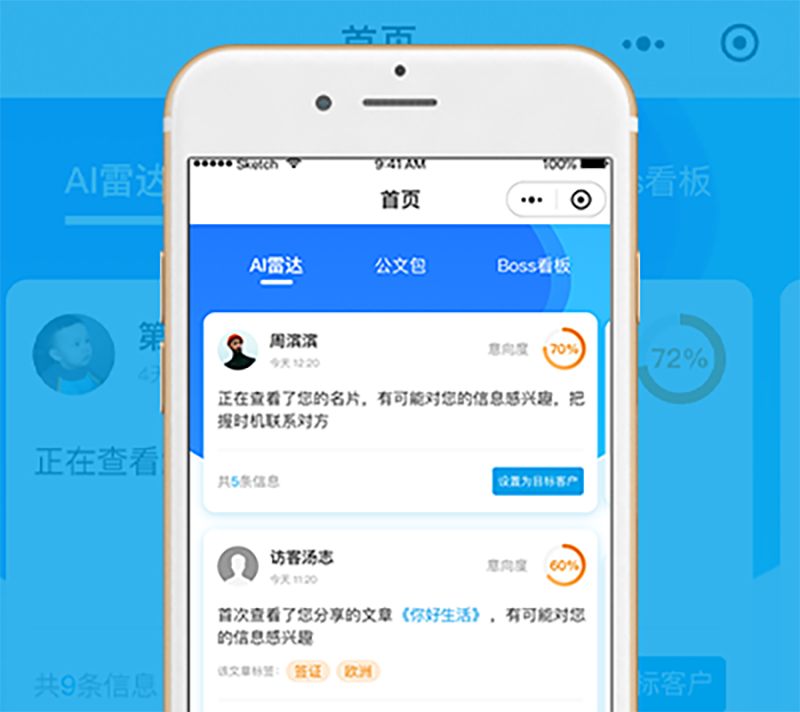 首页
AI雷达
看板
第
4天
72%
正在查看
共9条信息
标客户
Sketch 9:41 AM 100%
首页
AI雷达 公文包 Boss看板
周滨滨
今天 12:20
意向度 70%
正在查看了您的名片，有可能对您的信息感兴趣，把
握时机联系对方
共5条信息 设置为目标客户
访客汤志
今天 11:20
意向度 60%
首次查看了您分享的文章《你好生活》，有可能对您
的信息感兴趣
该文章标签： 签证 欧洲